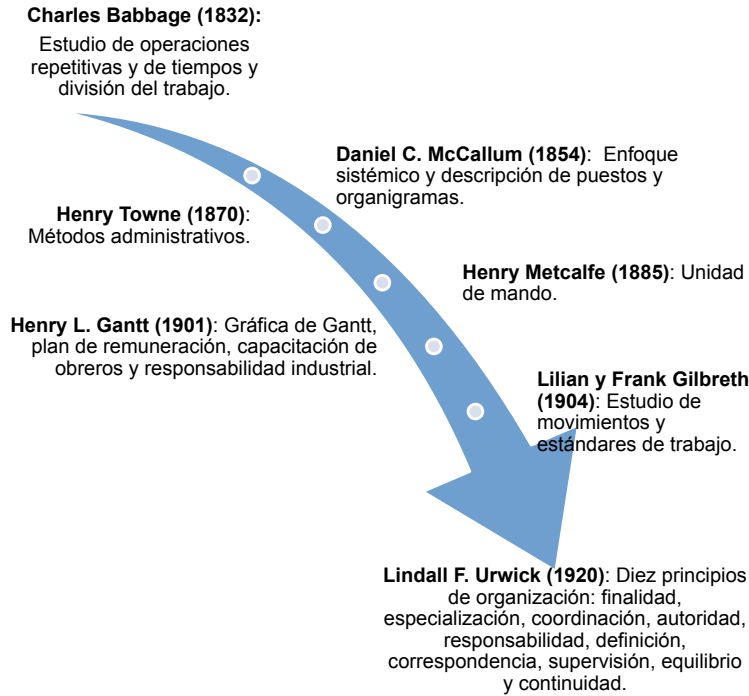 Charles Babbage (1832):
Estudio de operaciones
repetitivas y de tiempos y
división del trabajo.
Daniel C. McCallum (1854):  Enfoque
sistémico y descripción de puestos y
organigramas.
Henry Towne (1870):
Métodos administrativos.
Henry Metcalfe (1885): Unidad
de mando.
Henry L. Gantt (1901): Gráfica de Gantt,
plan de remuneración, capacitación de
obreros y responsabilidad industrial.
Lilian y Frank Gilbreth
(1904): Estudio de
movimientos y
estándares de trabajo.
Lindall F. Urwick (1920): Diez principios
de organización: finalidad,
especialización, coordinación, autoridad,
responsabilidad, definición,
correspondencia, supervisión, equilibrio
y continuidad.